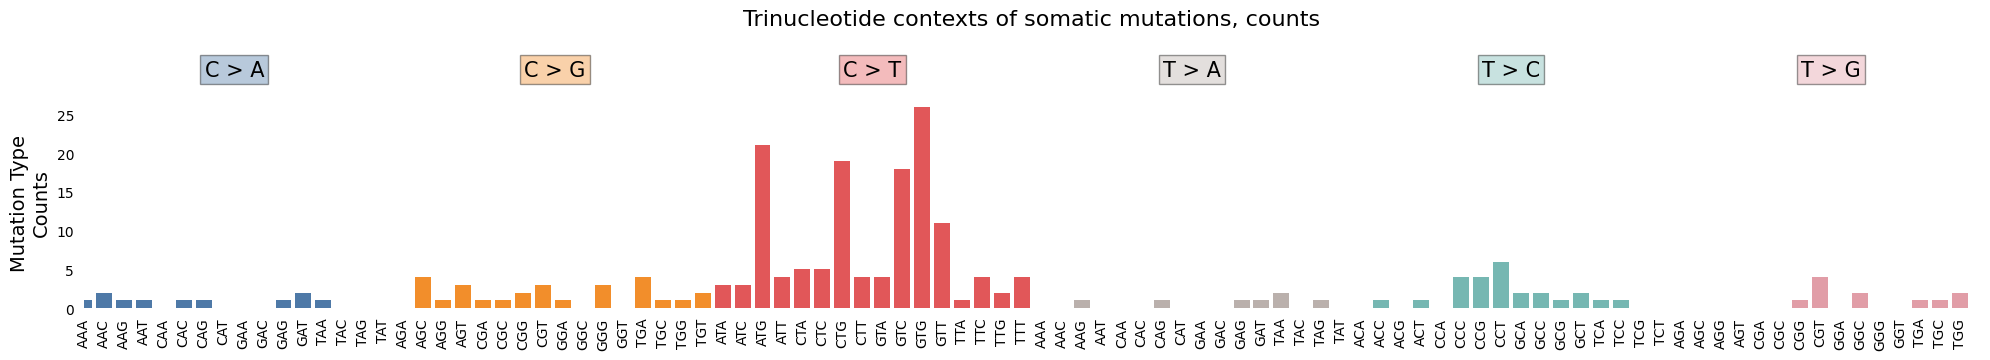 Trinucleotide contexts of somatic mutations, counts
C > A
C > G
C > T
T > A
T > C
T > G
Mutation Type
Counts
25
20
15
10
5
0
AAA
AAC
AAG
AAT
CAA
CAC
CAG
CAT
GAA
GAC
GAG
GAT
TAA
TAC
TAG
TAT
AGA
AGC
AGG
AGT
CGA
CGC
CGG
CGT
GGA
GGC
GGG
GGT
TGA
TGC
TGG
TGT
ATA
ATC
ATG
ATT
CTA
CTC
CTG
CTT
GTA
GTC
GTG
GTT
TTA
TTC
TTG
TTT
AAA
AAC
AAG
AAT
CAA
CAC
CAG
CAT
GAA
GAC
GAG
GAT
TAA
TAC
TAG
TAT
ACA
ACC
ACG
ACT
CCA
CCC
CCG
CCT
GCA
GCC
GCG
GCT
TCA
TCC
TCG
TCT
AGA
AGC
AGG
AGT
CGA
CGC
CGG
CGT
GGA
GGC
GGG
GGT
TGA
TGC
TGG